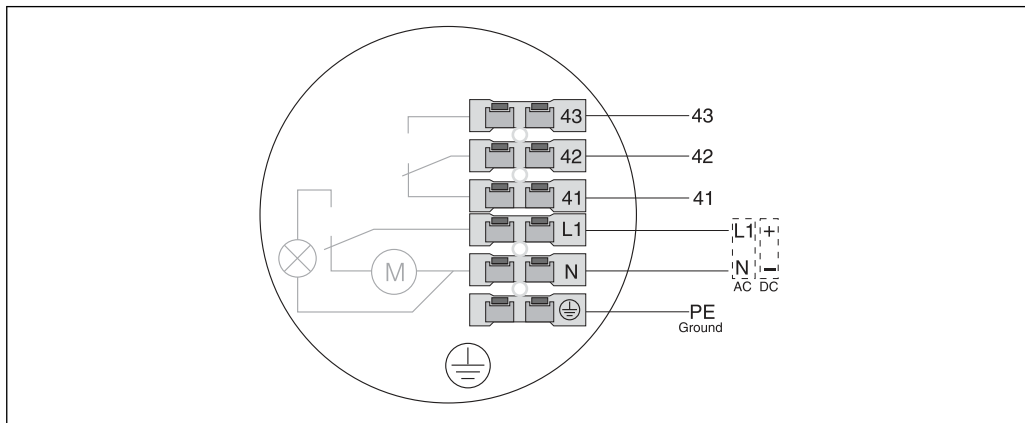 43 43
42 42
41 41
L1 L1 +
M N N –
AC DC
PE
Ground